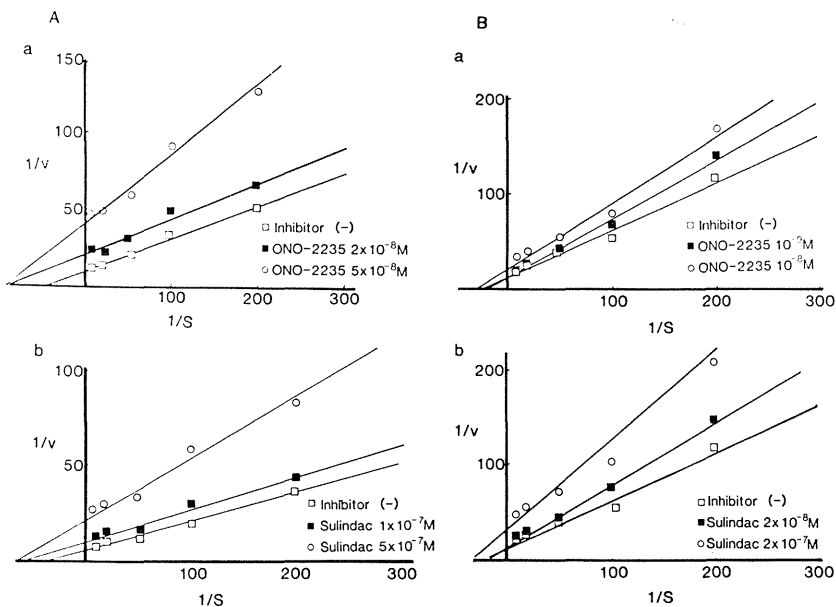 A
a
150
100
50
1/v
□ Inhibitor (-)
■ ONO-2235 2x10⁻⁸M
○ ONO-2235 5x10⁻⁸M
100
200
300
1/S
B
a
200
100
1/v
□ Inhibitor (-)
■ ONO-2235 10⁻⁹M
○ ONO-2235 10⁻⁸M
100
200
300
1/S
b
100
50
1/v
□ Inhibitor (-)
■ Sulindac 1x10⁻⁷M
○ Sulindac 5x10⁻⁷M
100
200
300
1/S
b
200
100
1/v
□ Inhibitor (-)
■ Sulindac 2x10⁻⁸M
○ Sulindac 2x10⁻⁷M
100
200
300
1/S